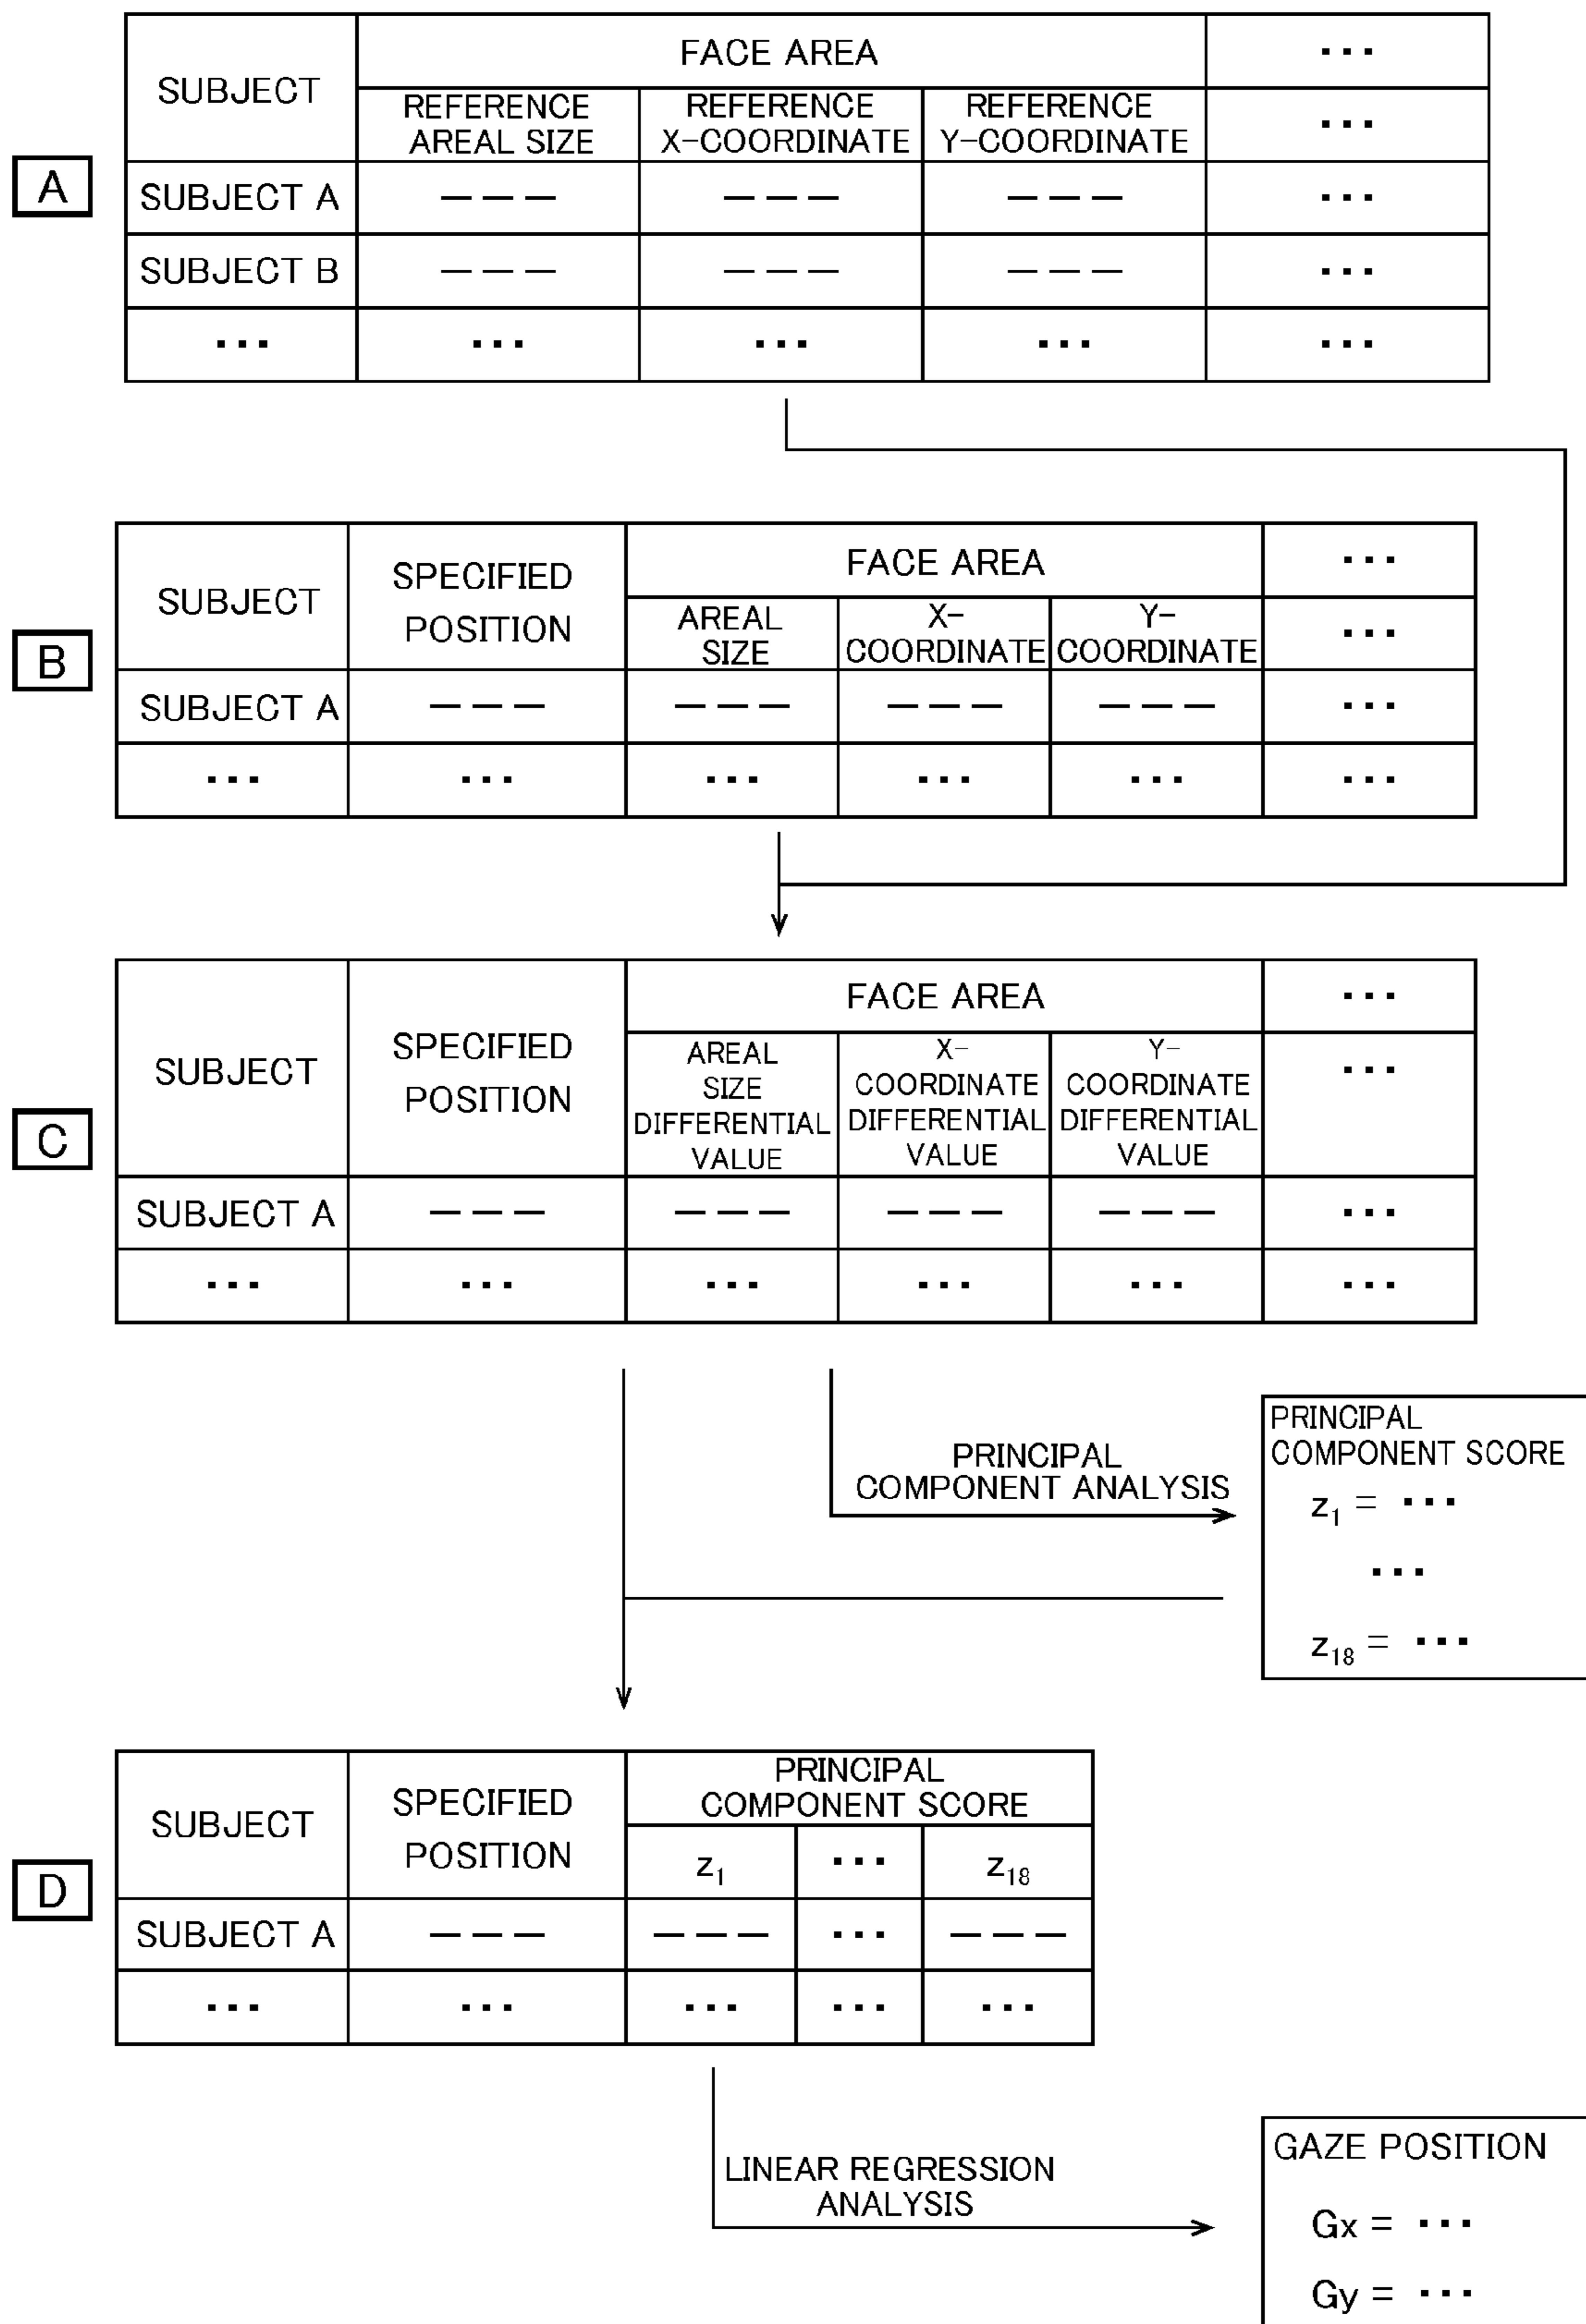 A
SUBJECT
FACE AREA
...
REFERENCE
AREAL SIZE
REFERENCE
X-COORDINATE
REFERENCE
Y-COORDINATE
...
SUBJECT A
———
———
———
...
SUBJECT B
———
———
———
...
...
...
...
...
...
B
SUBJECT
SPECIFIED
POSITION
FACE AREA
...
AREAL
SIZE
X-
COORDINATE
Y-
COORDINATE
...
SUBJECT A
———
———
———
———
...
...
...
...
...
...
...
C
SUBJECT
SPECIFIED
POSITION
FACE AREA
...
AREAL
SIZE
DIFFERENTIAL
VALUE
X-
COORDINATE
DIFFERENTIAL
VALUE
Y-
COORDINATE
DIFFERENTIAL
VALUE
...
SUBJECT A
———
———
———
———
...
...
...
...
...
...
...
PRINCIPAL
COMPONENT ANALYSIS
PRINCIPAL
COMPONENT SCORE
z₁ = ...
...
z₁₈ = ...
D
SUBJECT
SPECIFIED
POSITION
PRINCIPAL
COMPONENT SCORE
z₁
...
z₁₈
SUBJECT A
———
———
...
———
...
...
...
...
...
LINEAR REGRESSION
ANALYSIS
GAZE POSITION
Gx = ...
Gy = ...